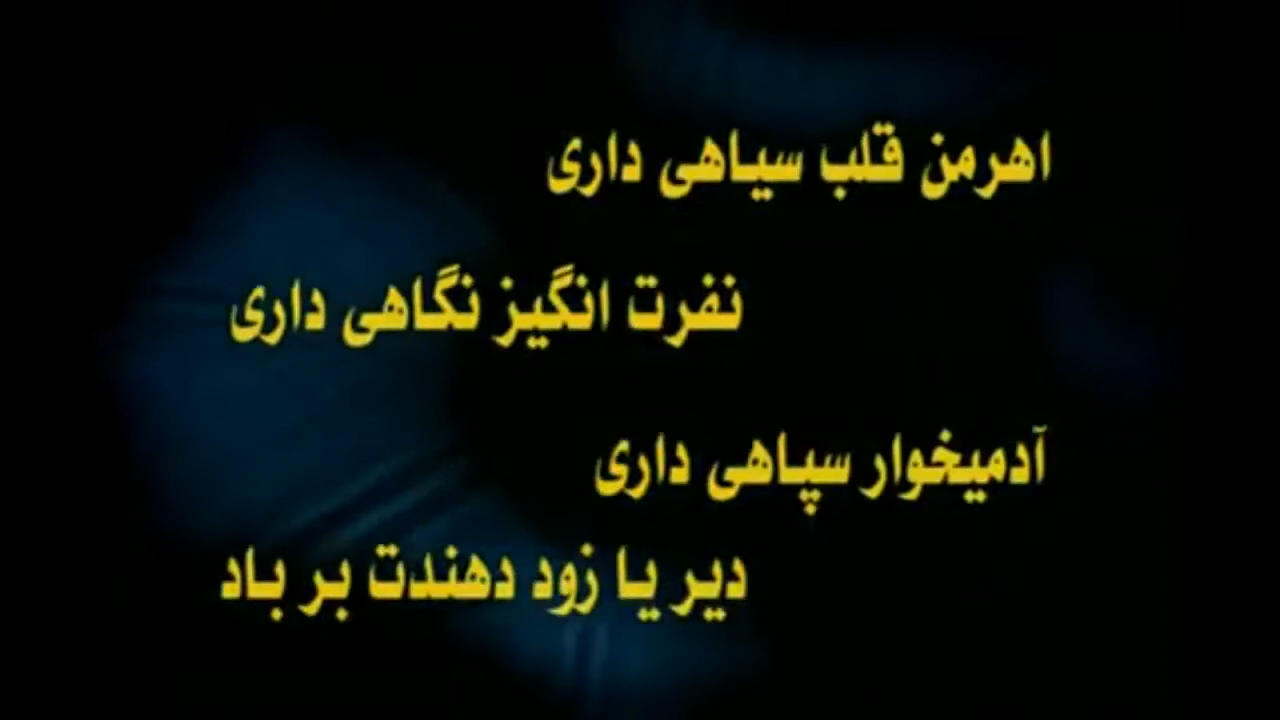 اهرمن قلب سیاهی داری
نفرت انگیز نگاهی داری
آدمیخوار سپاهی داری
دیر یا زود دهندت بر باد